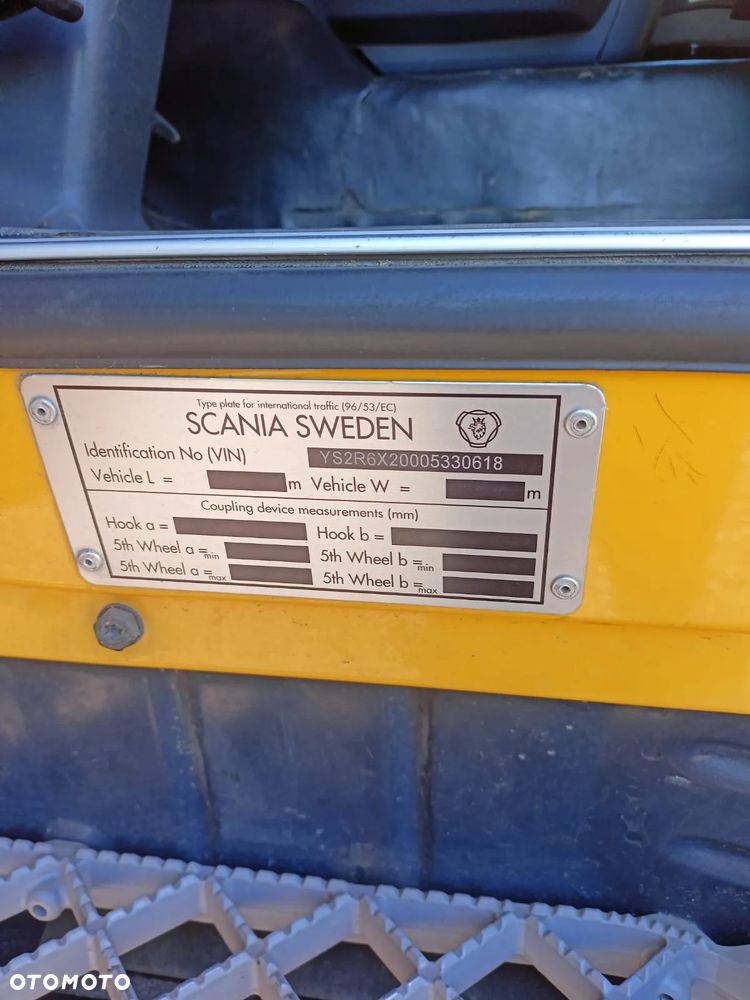 Type plate for international traffic (96/53/EC)
SCANIA SWEDEN
Identification No (VIN) YS2R6X20005330618
Vehicle L = m Vehicle W = m
Coupling device measurements (mm)
Hook a = Hook b =
5th Wheel a =min 5th Wheel b =min
5th Wheel a =max 5th Wheel b =max
OTOMOTO